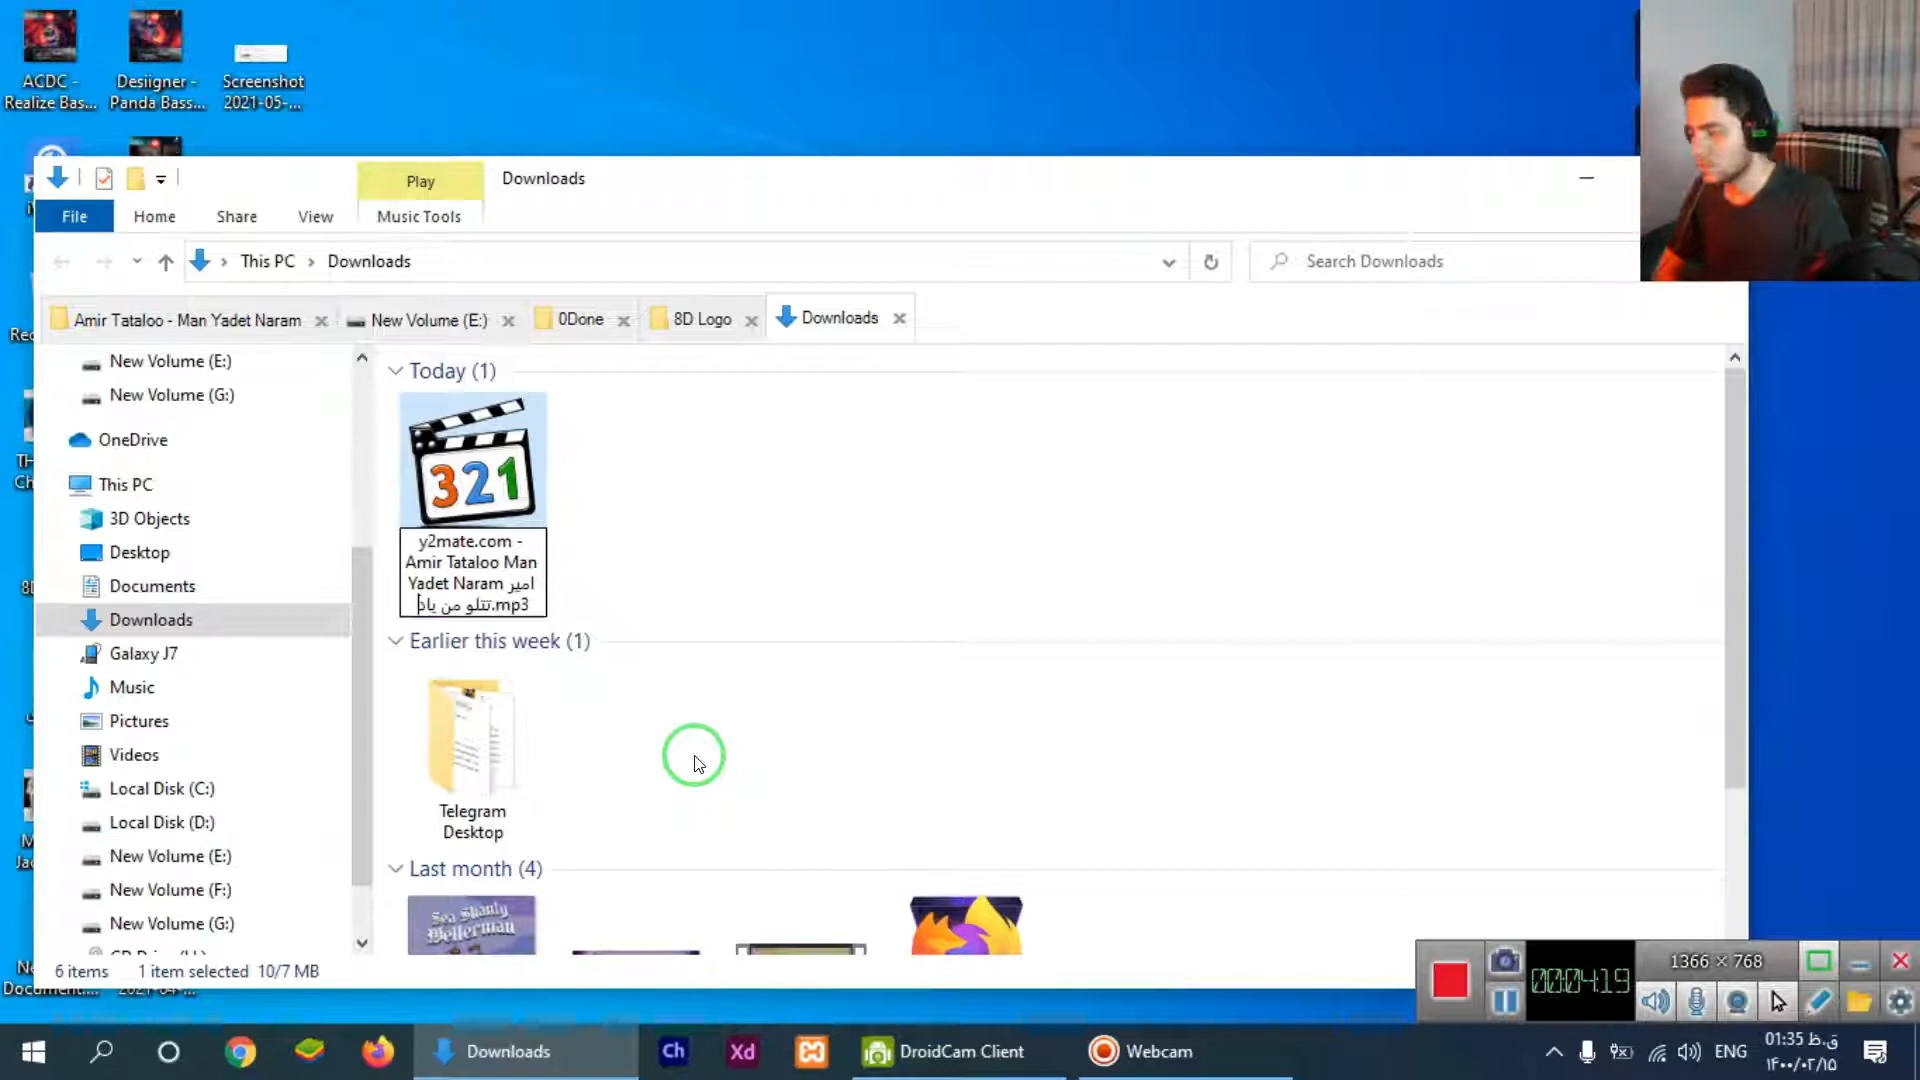 ACDC -
Realize Bas...
Desiigner -
Panda Bass...
Screenshot
2021-05-...
Play
Downloads
File
Home
Share
View
Music Tools
This PC
Downloads
Search Downloads
Amir Tataloo - Man Yadet Naram
New Volume (E:)
0Done
8D Logo
Downloads
New Volume (E:)
New Volume (G:)
OneDrive
This PC
3D Objects
Desktop
Documents
Downloads
Galaxy J7
Music
Pictures
Videos
Local Disk (C:)
Local Disk (D:)
New Volume (E:)
New Volume (F:)
New Volume (G:)
Today (1)
321
y2mate.com -
Amir Tataloo Man
Yadet Naram امیر
تتلو من یاد.mp3
Earlier this week (1)
Telegram
Desktop
Last month (4)
Sea Shanty
Wellerman
6 items
1 item selected 10/7 MB
1366 × 768
00:04:19
Downloads
Ch
Xd
DroidCam Client
Webcam
ENG
01:35 ق.ظ
۱۴۰۰/۰۲/۱۵